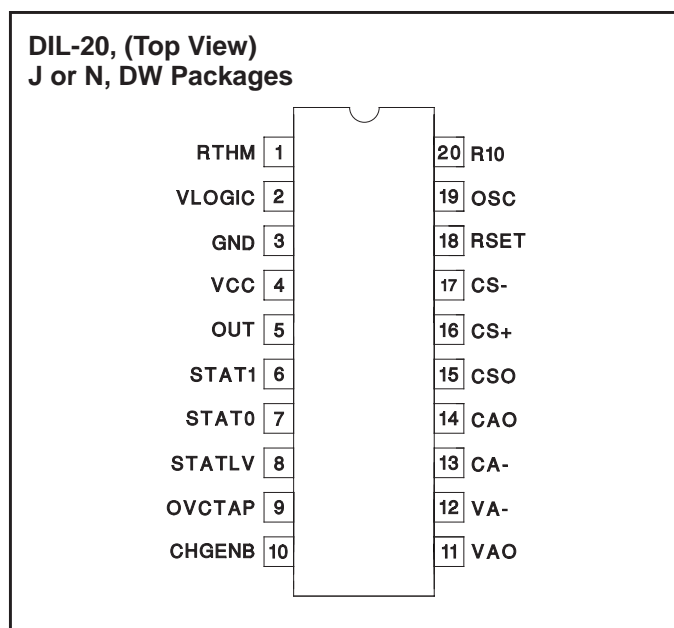 DIL-20, (Top View)
J or N, DW Packages
RTHM 1 20 R10
VLOGIC 2 19 OSC
GND 3 18 RSET
VCC 4 17 CS-
OUT 5 16 CS+
STAT1 6 15 CSO
STAT0 7 14 CAO
STATLV 8 13 CA-
OVCTAP 9 12 VA-
CHGENB 10 11 VAO